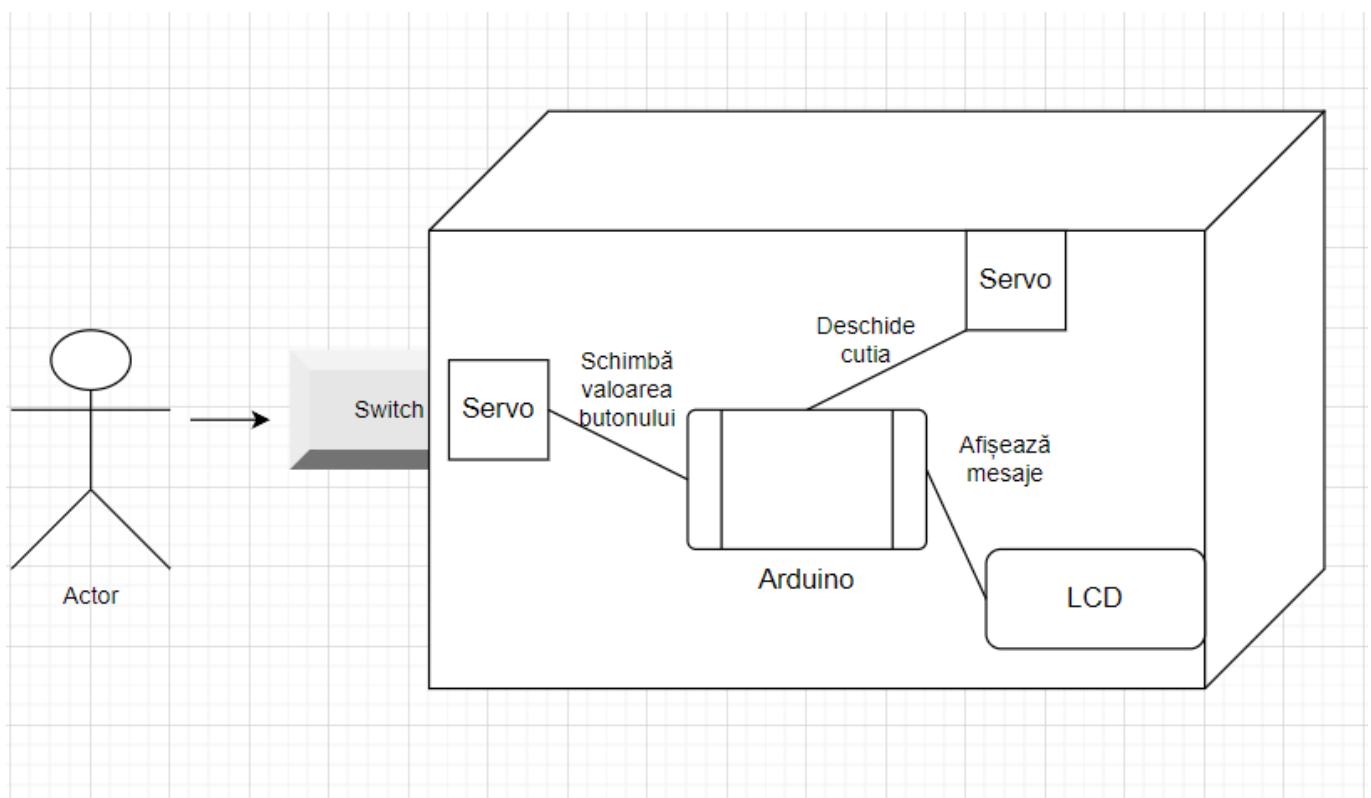 Servo
Deschide
cutia
Schimbă
valoarea
butonului
Switch
Servo
Afișează
mesaje
Arduino
LCD
Actor